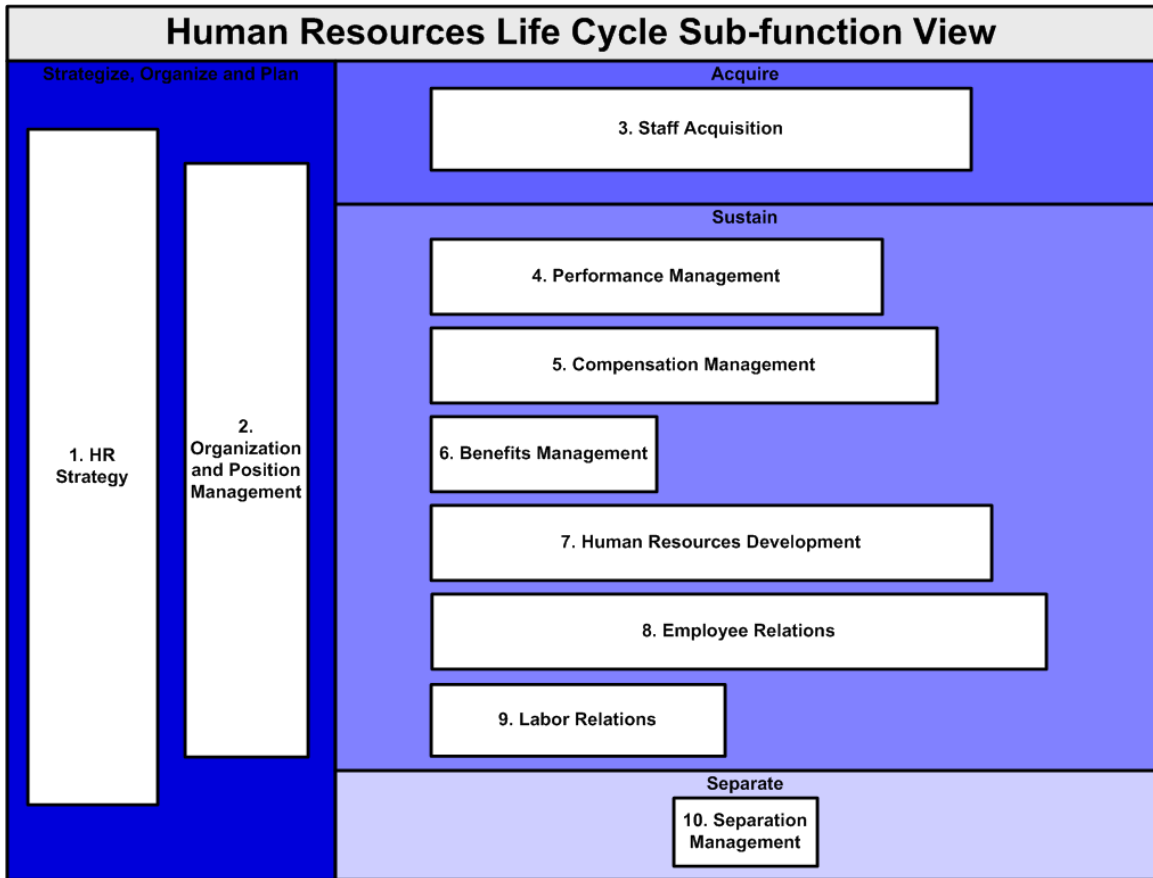 Human Resources Life Cycle Sub-function View
Strategize, Organize and Plan
1. HR
Strategy
2.
Organization
and Position
Management
Acquire
3. Staff Acquisition
Sustain
4. Performance Management
5. Compensation Management
6. Benefits Management
7. Human Resources Development
8. Employee Relations
9. Labor Relations
Separate
10. Separation
Management